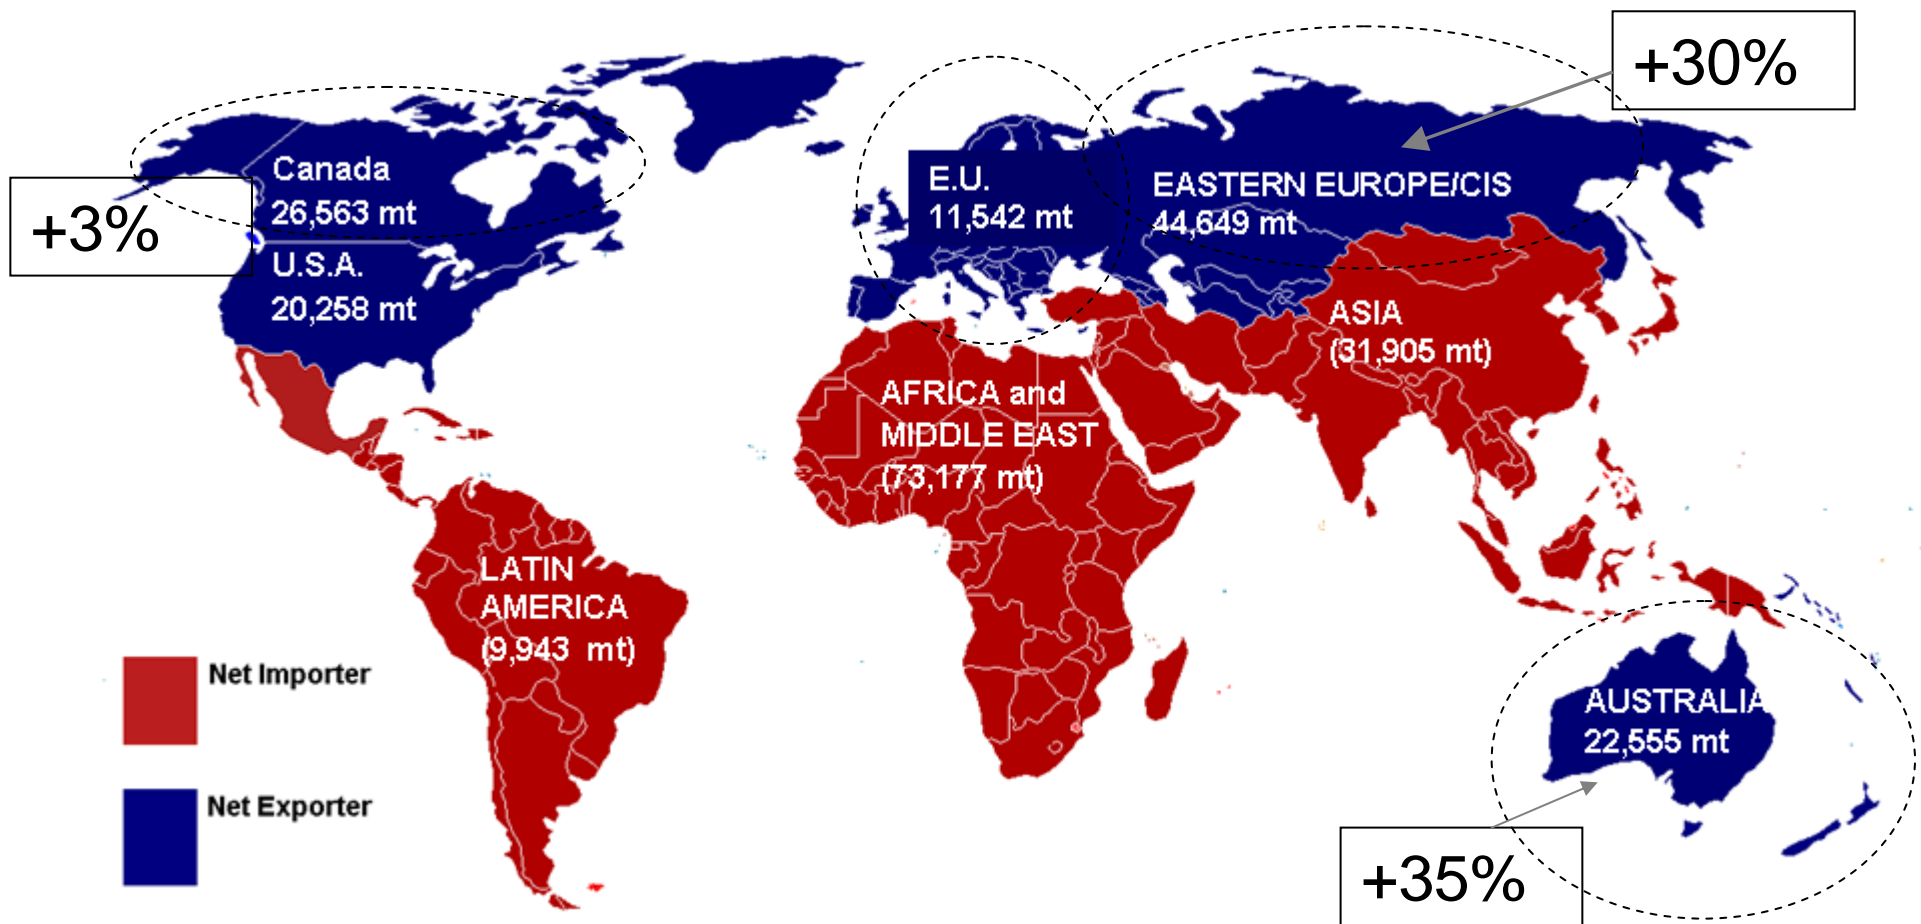 +30%
Canada
26,563 mt
+3%
U.S.A.
20,258 mt
E.U.
11,542 mt
EASTERN EUROPE/CIS
44,649 mt
ASIA
(31,905 mt)
AFRICA and
MIDDLE EAST
(73,177 mt)
LATIN
AMERICA
(9,943 mt)
Net Importer
Net Exporter
AUSTRALIA
22,555 mt
+35%